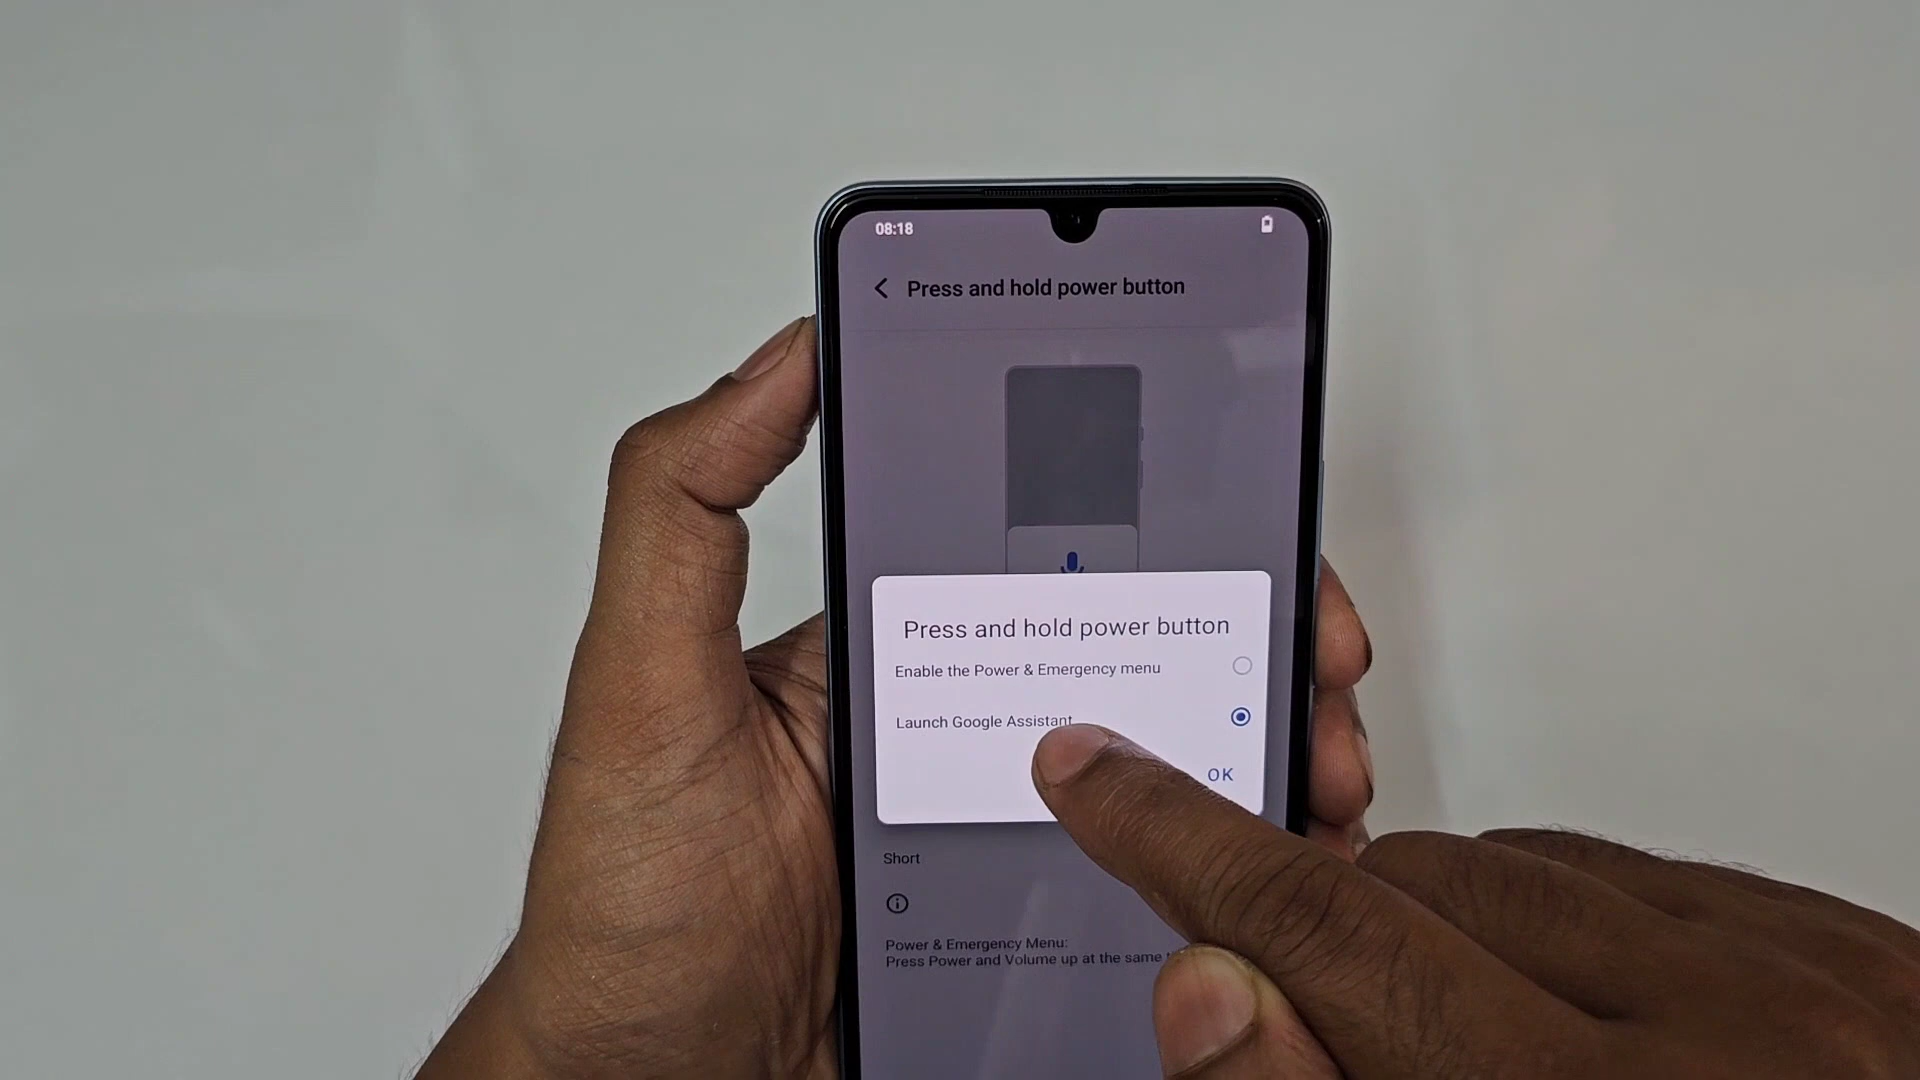 08:18
Press and hold power button
Press and hold power button
Enable the Power & Emergency menu
Launch Google Assistant
OK
Short
Power & Emergency Menu:
Press Power and Volume up at the same